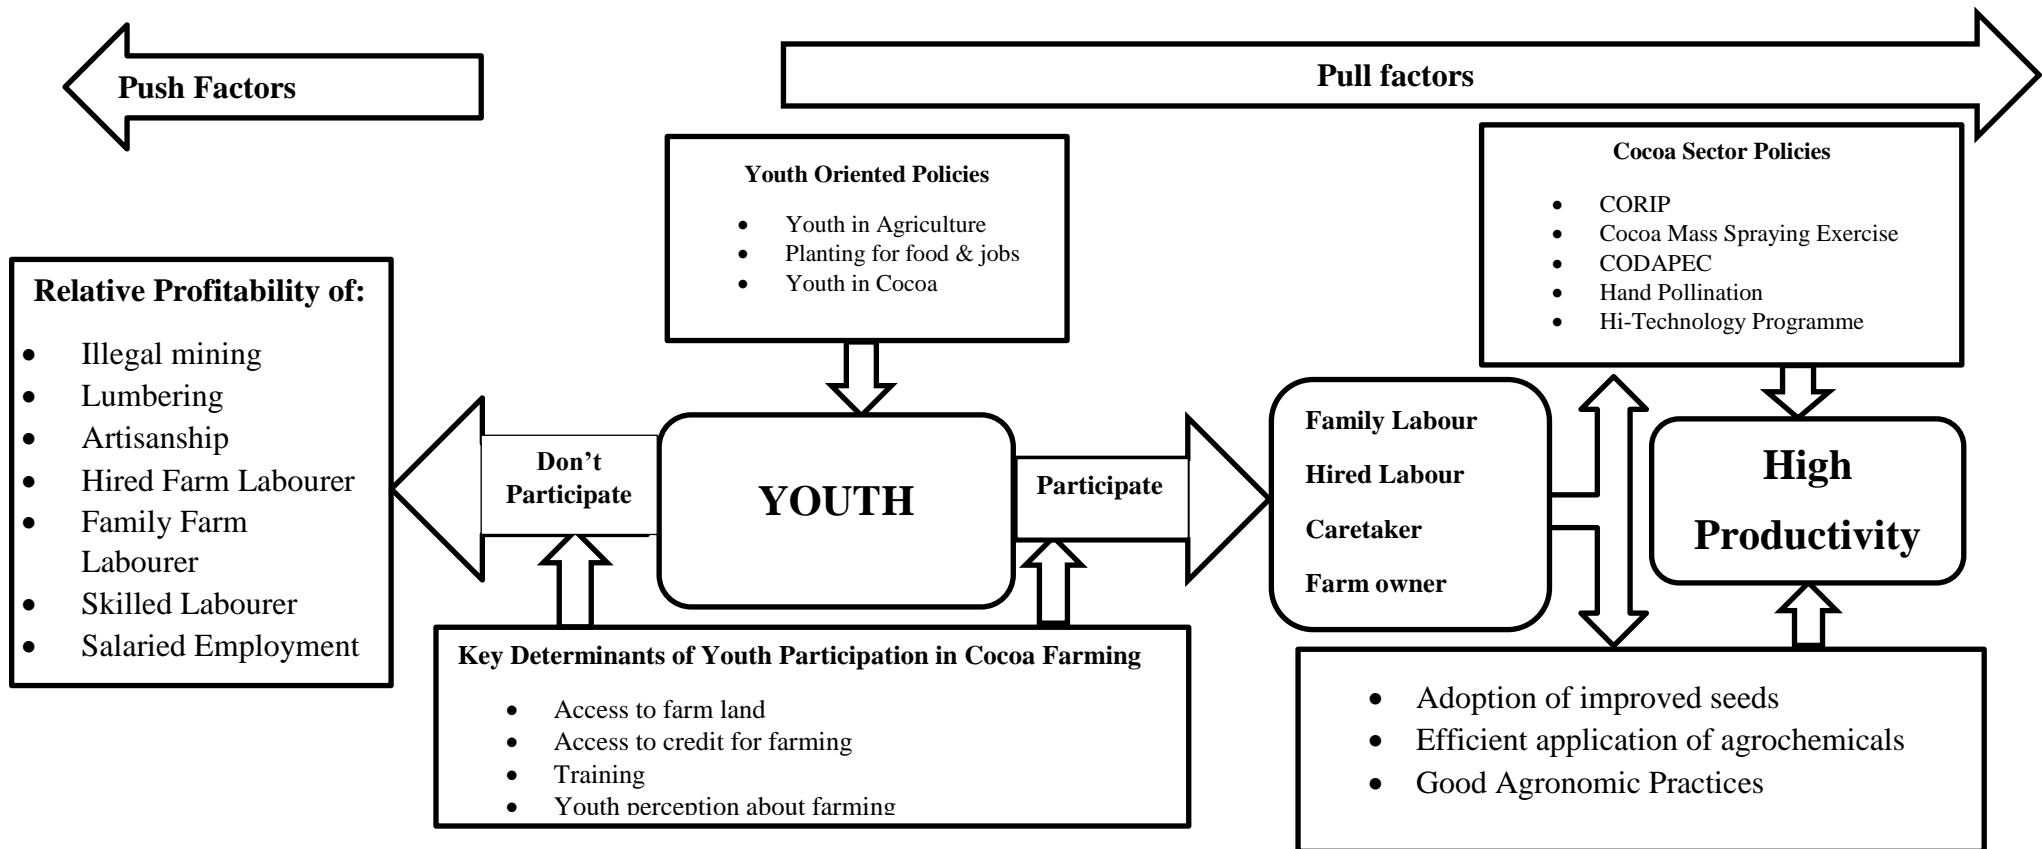 Push Factors
Pull factors
Youth Oriented Policies
• Youth in Agriculture
• Planting for food & jobs
• Youth in Cocoa
Cocoa Sector Policies
• CORIP
• Cocoa Mass Spraying Exercise
• CODAPEC
• Hand Pollination
• Hi-Technology Programme
Relative Profitability of:
• Illegal mining
• Lumbering
• Artisanship
• Hired Farm Labourer
• Family Farm
Labourer
• Skilled Labourer
• Salaried Employment
Don't
Participate
YOUTH
Participate
Family Labour
Hired Labour
Caretaker
Farm owner
High
Productivity
Key Determinants of Youth Participation in Cocoa Farming
• Access to farm land
• Access to credit for farming
• Training
• Youth perception about farming
• Adoption of improved seeds
• Efficient application of agrochemicals
• Good Agronomic Practices